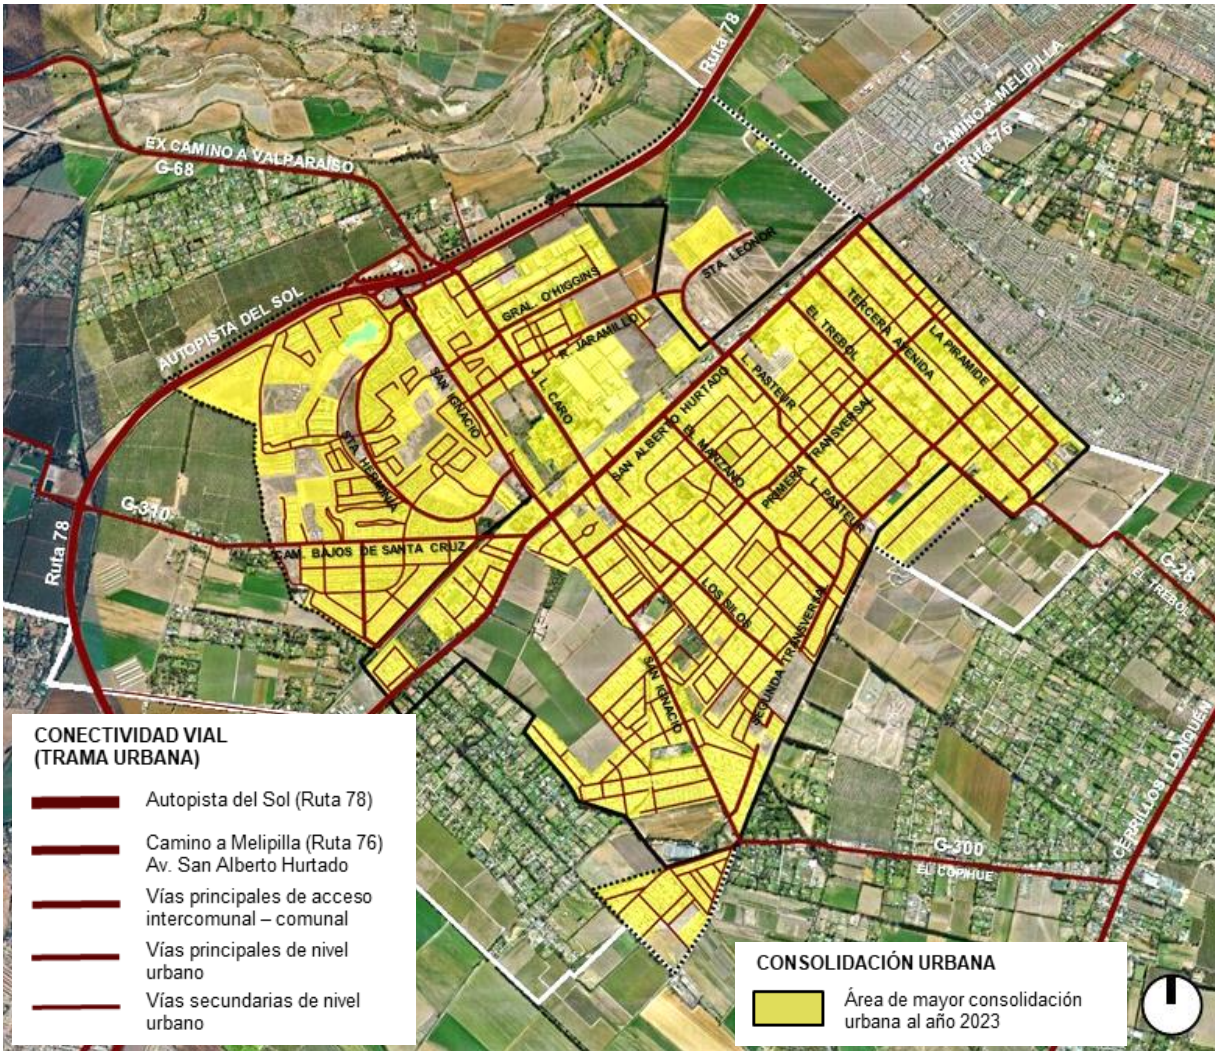 Ruta 78
CAMINO A MELIPILLA
Ruta 76
EX CAMINO A VALPARAÍSO
G-68
STA. LEONOR
GRAL. O'HIGGINS
AUTOPISTA DEL SOL
R. JARAMILLO
TERCERA AVENIDA
LA PIRAMIDE
EL TREBOL
L. PASTEUR
SAN IGNACIO
J. L. CARO
SAN ALBERTO HURTADO
EL MANZANO
PRIMERA TRANSVERSAL
L. PASTEUR
STA. HERMINIA
G-310
CAM. BAJOS DE SANTA CRUZ
Ruta 78
G-28
EL TREBOL
LOS SILOS
SEGUNDA TRANSVERSAL
SAN IGNACIO
CERRILLOS LONQUÉN
G-300
EL COPIHUE
CONECTIVIDAD VIAL
(TRAMA URBANA)
Autopista del Sol (Ruta 78)
Camino a Melipilla (Ruta 76)
Av. San Alberto Hurtado
Vías principales de acceso
intercomunal – comunal
Vías principales de nivel
urbano
Vías secundarias de nivel
urbano
CONSOLIDACIÓN URBANA
Área de mayor consolidación
urbana al año 2023